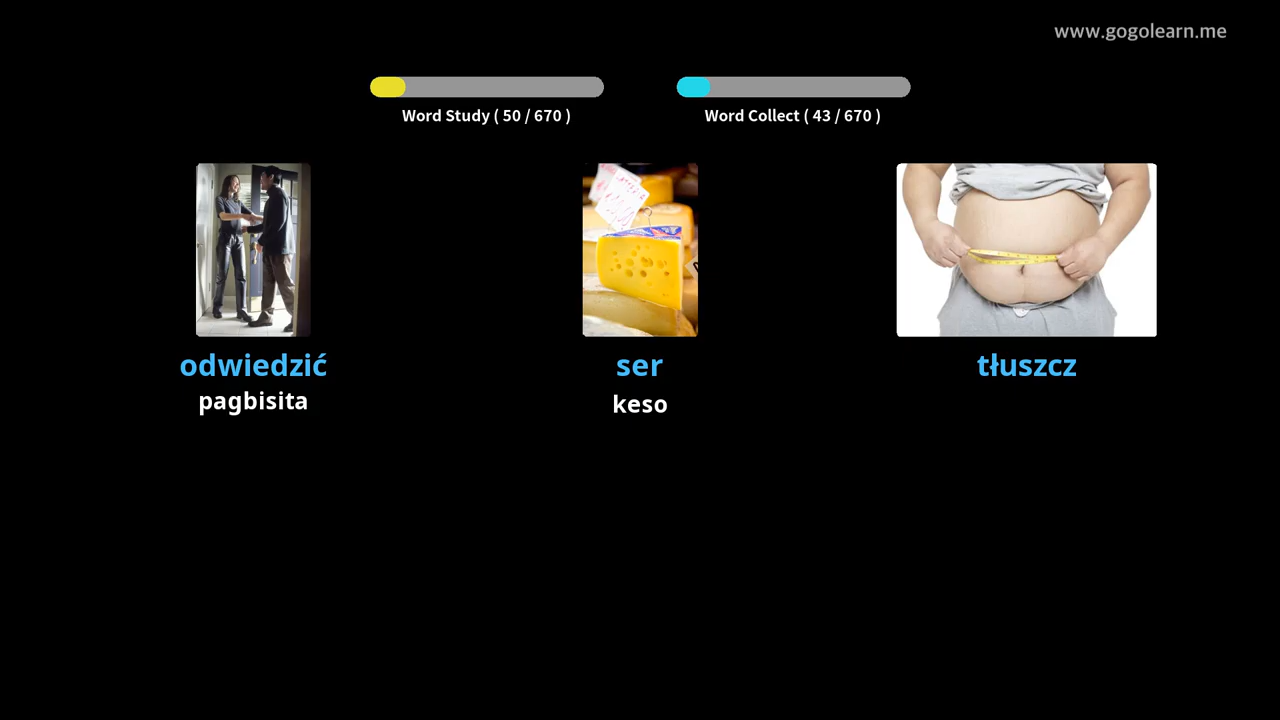 www.gogolearn.me
Word Study ( 50 / 670 )
Word Collect ( 43 / 670 )
odwiedzić
pagbisita
ser
keso
tłuszcz